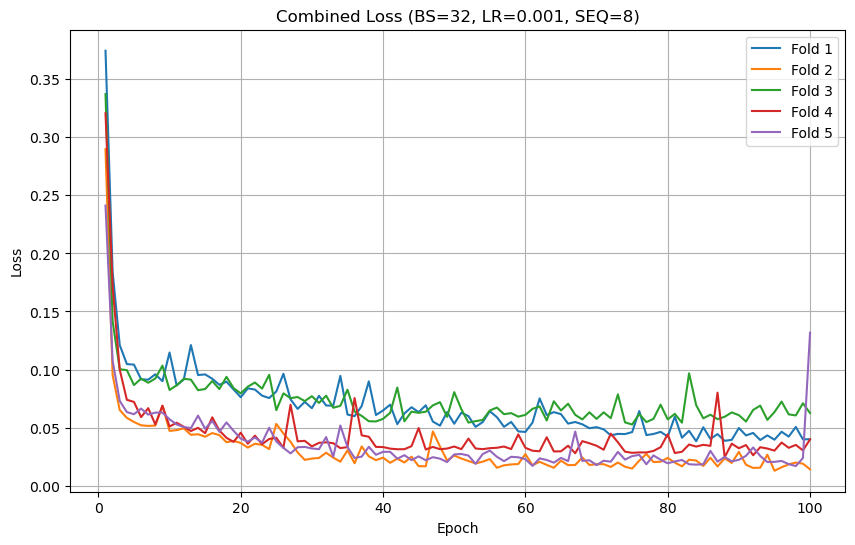 Combined Loss (BS=32, LR=0.001, SEQ=8)
Fold 1
Fold 2
Fold 3
Fold 4
Fold 5
Loss
0.35
0.30
0.25
0.20
0.15
0.10
0.05
0.00
0 20 40 60 80 100
Epoch